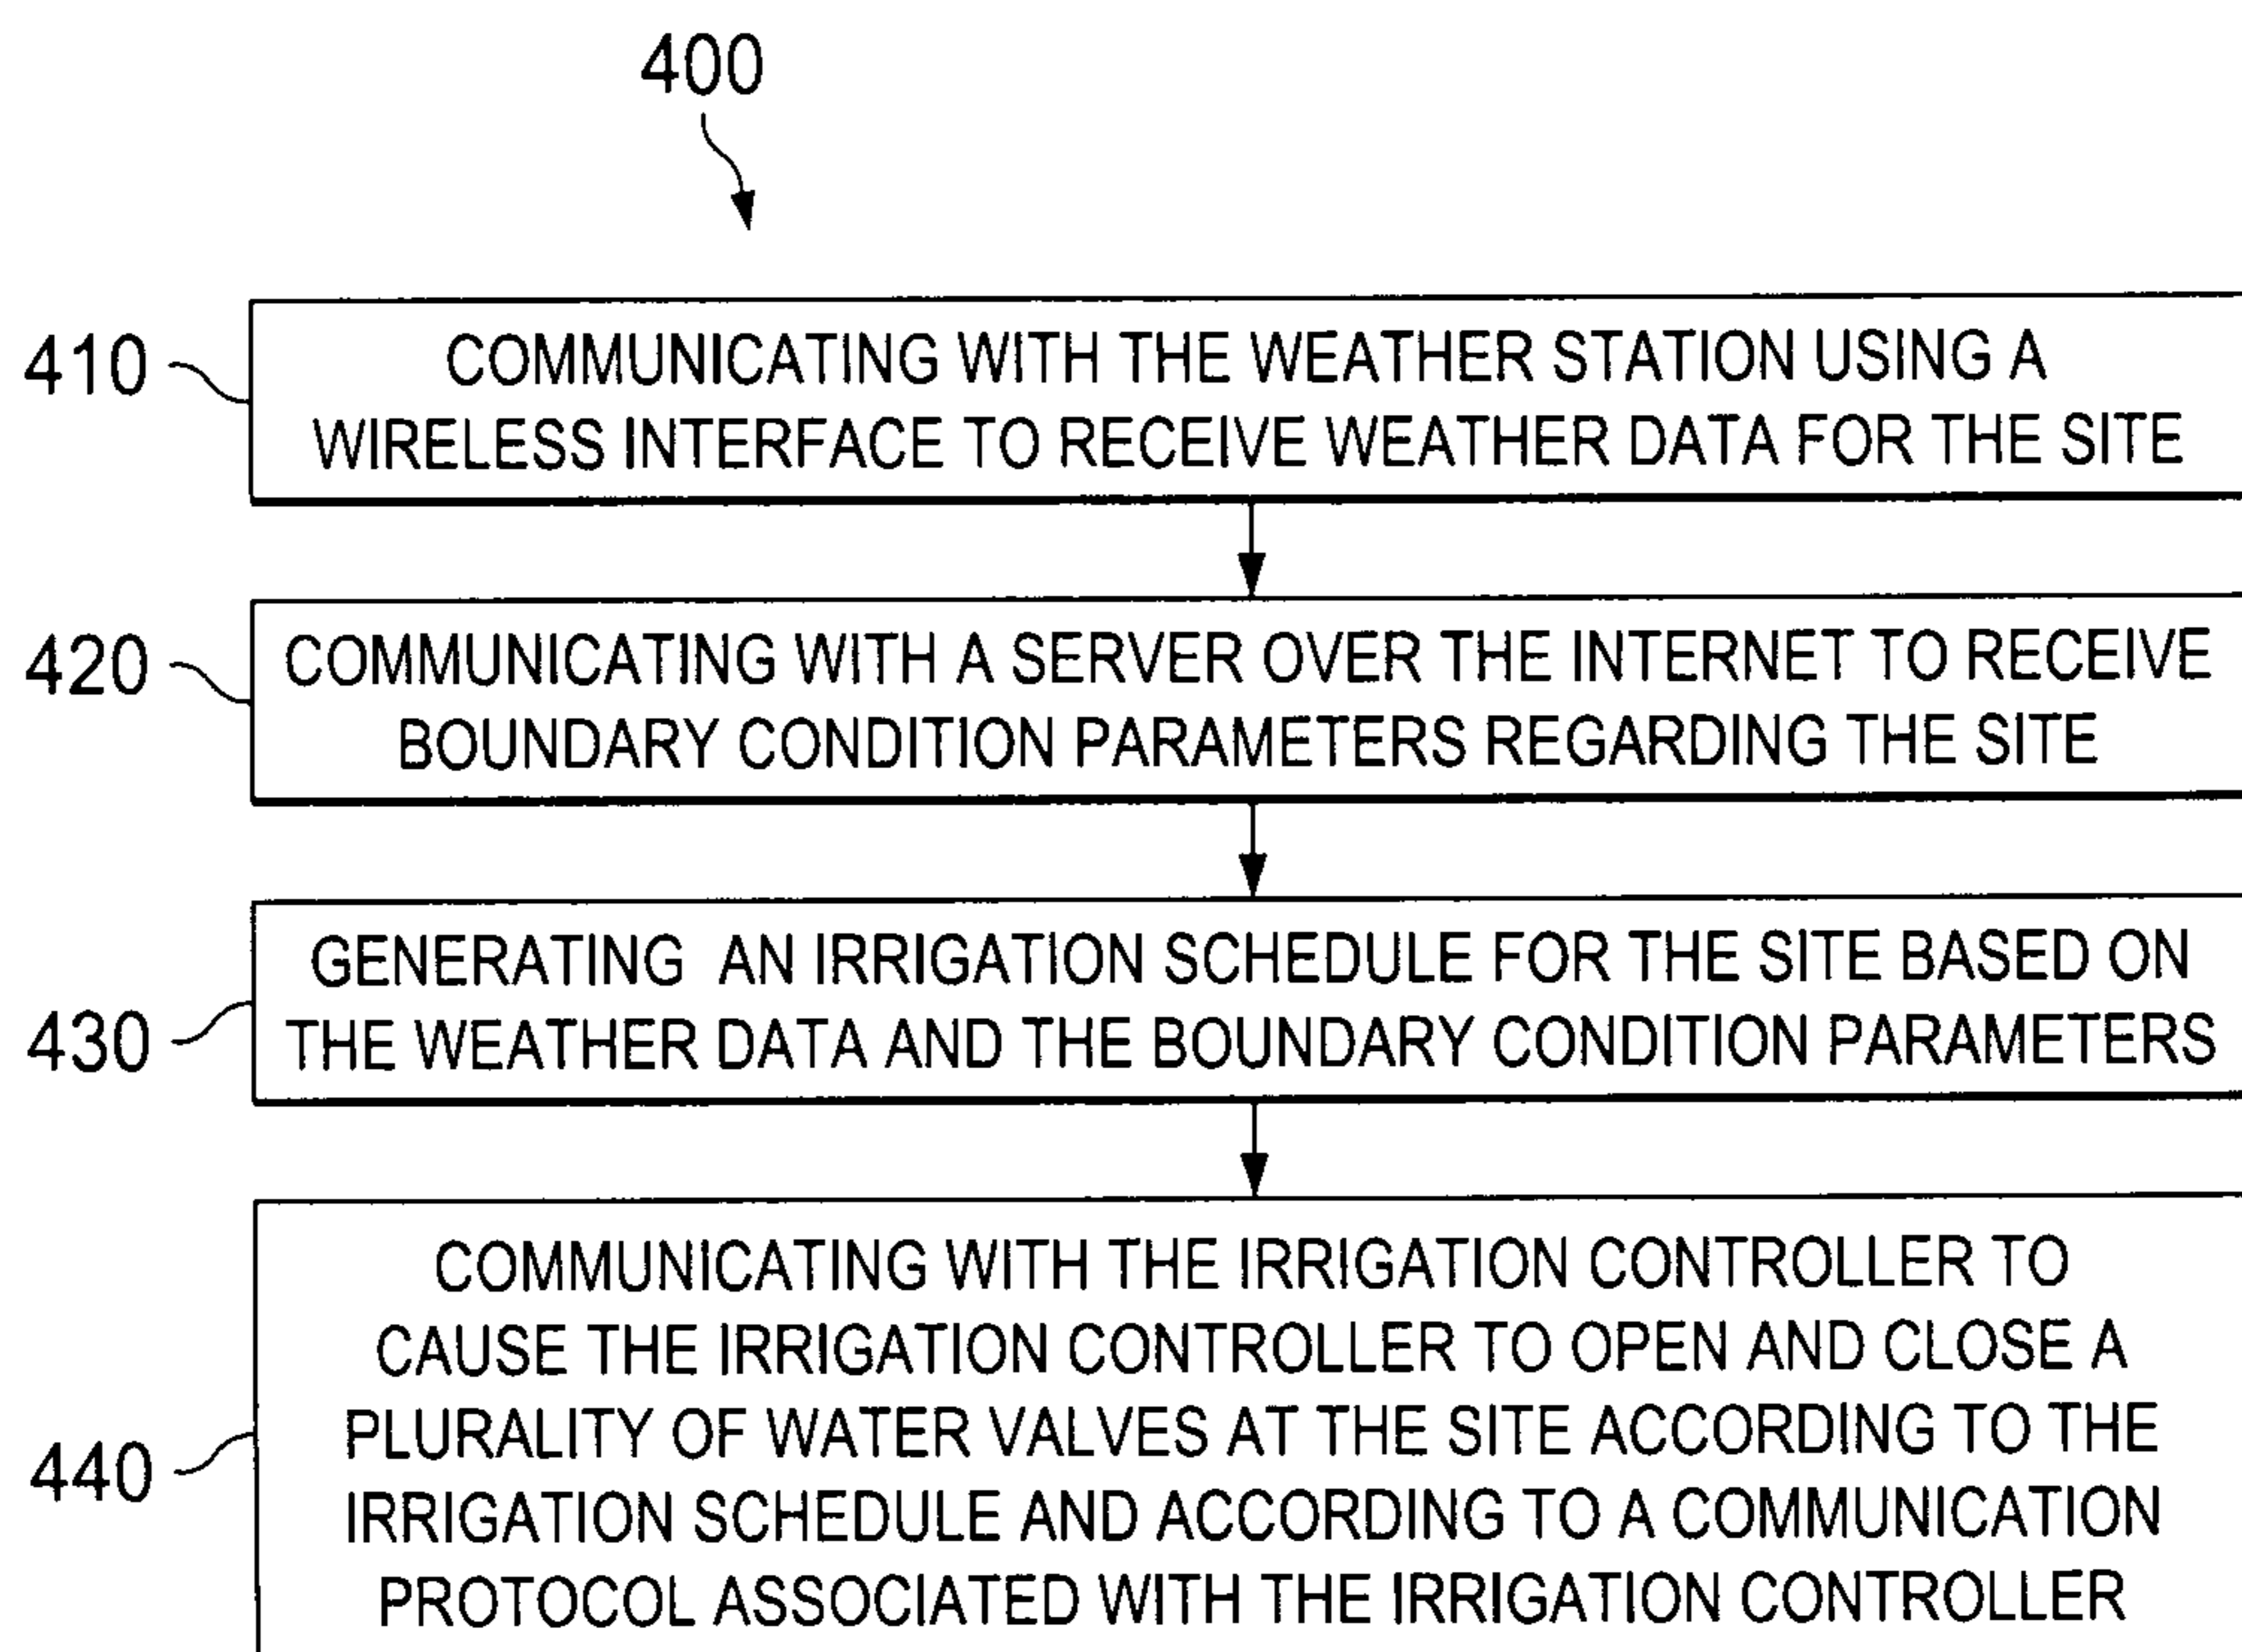 400
410
COMMUNICATING WITH THE WEATHER STATION USING A
WIRELESS INTERFACE TO RECEIVE WEATHER DATA FOR THE SITE
420
COMMUNICATING WITH A SERVER OVER THE INTERNET TO RECEIVE
BOUNDARY CONDITION PARAMETERS REGARDING THE SITE
430
GENERATING AN IRRIGATION SCHEDULE FOR THE SITE BASED ON
THE WEATHER DATA AND THE BOUNDARY CONDITION PARAMETERS
440
COMMUNICATING WITH THE IRRIGATION CONTROLLER TO
CAUSE THE IRRIGATION CONTROLLER TO OPEN AND CLOSE A
PLURALITY OF WATER VALVES AT THE SITE ACCORDING TO THE
IRRIGATION SCHEDULE AND ACCORDING TO A COMMUNICATION
PROTOCOL ASSOCIATED WITH THE IRRIGATION CONTROLLER